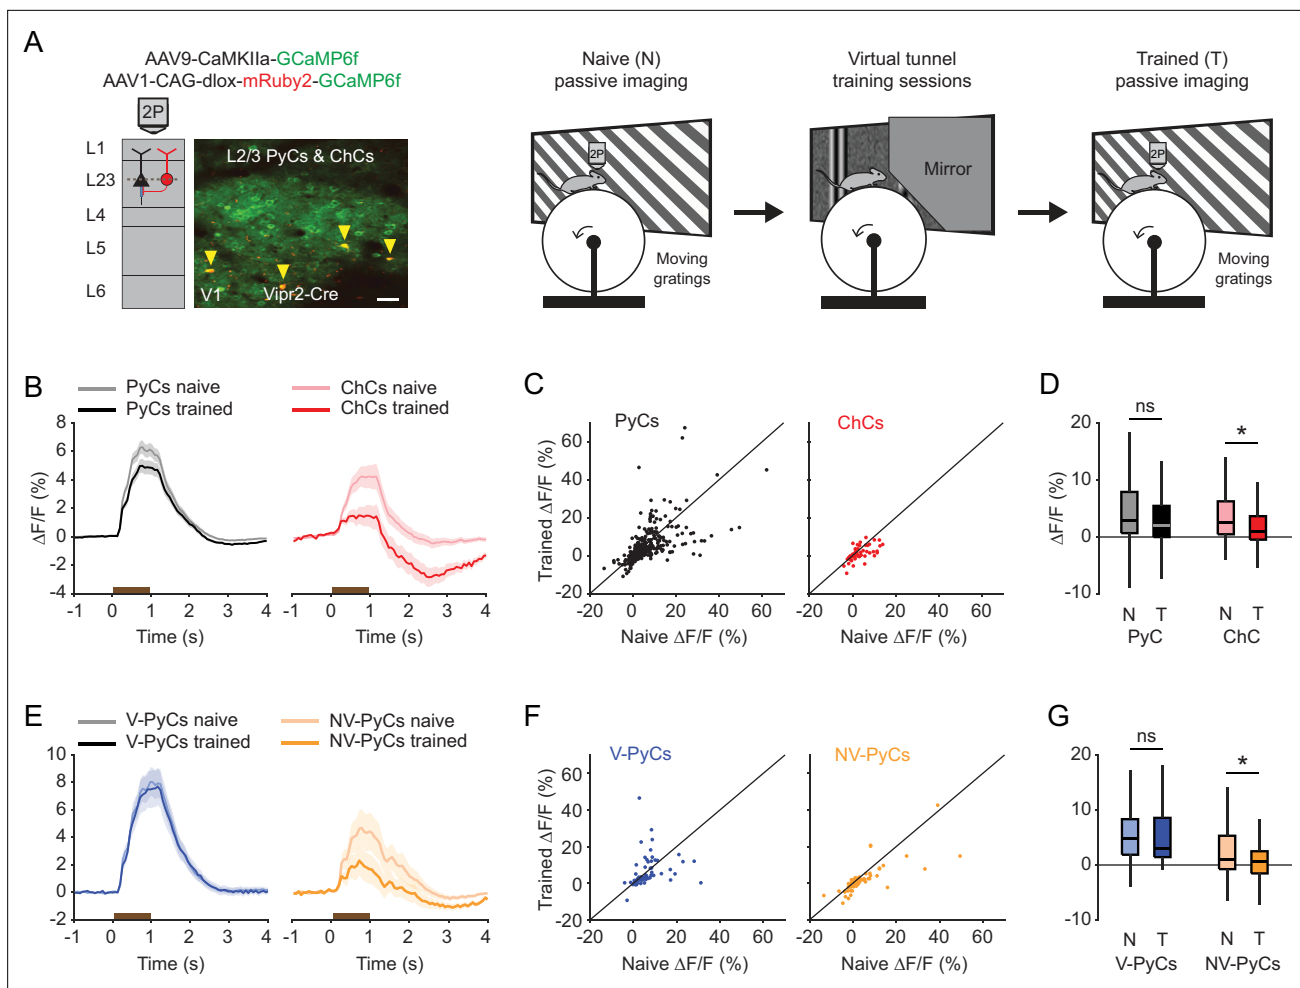 A
AAV9-CaMKIIa-GCaMP6f
AAV1-CAG-dlox-mRuby2-GCaMP6f
2P
L1
L23
L4
L5
L6
L2/3 PyCs & ChCs
V1
Vipr2-Cre
Naive (N)
passive imaging
2P
Moving
gratings
Virtual tunnel
training sessions
Mirror
Trained (T)
passive imaging
2P
Moving
gratings
B
PyCs naive
PyCs trained
ChCs naive
ChCs trained
ΔF/F (%)
8
6
4
2
0
-2
-4
-1 0 1 2 3 4
Time (s)
-1 0 1 2 3 4
Time (s)
C
PyCs
Trained ΔF/F (%)
60
40
20
0
-20
-20 0 20 40 60
Naive ΔF/F (%)
ChCs
-20 0 20 40 60
Naive ΔF/F (%)
D
ΔF/F (%)
20
10
0
-10
ns
*
N T N T
PyC ChC
E
V-PyCs naive
V-PyCs trained
NV-PyCs naive
NV-PyCs trained
ΔF/F (%)
10
8
6
4
2
0
-2
-1 0 1 2 3 4
Time (s)
-1 0 1 2 3 4
Time (s)
F
V-PyCs
Trained ΔF/F (%)
70
60
40
20
0
-20
-20 0 20 40 60
Naive ΔF/F (%)
NV-PyCs
-20 0 20 40 60
Naive ΔF/F (%)
G
20
10
0
-10
ns
*
N T N T
V-PyCs NV-PyCs